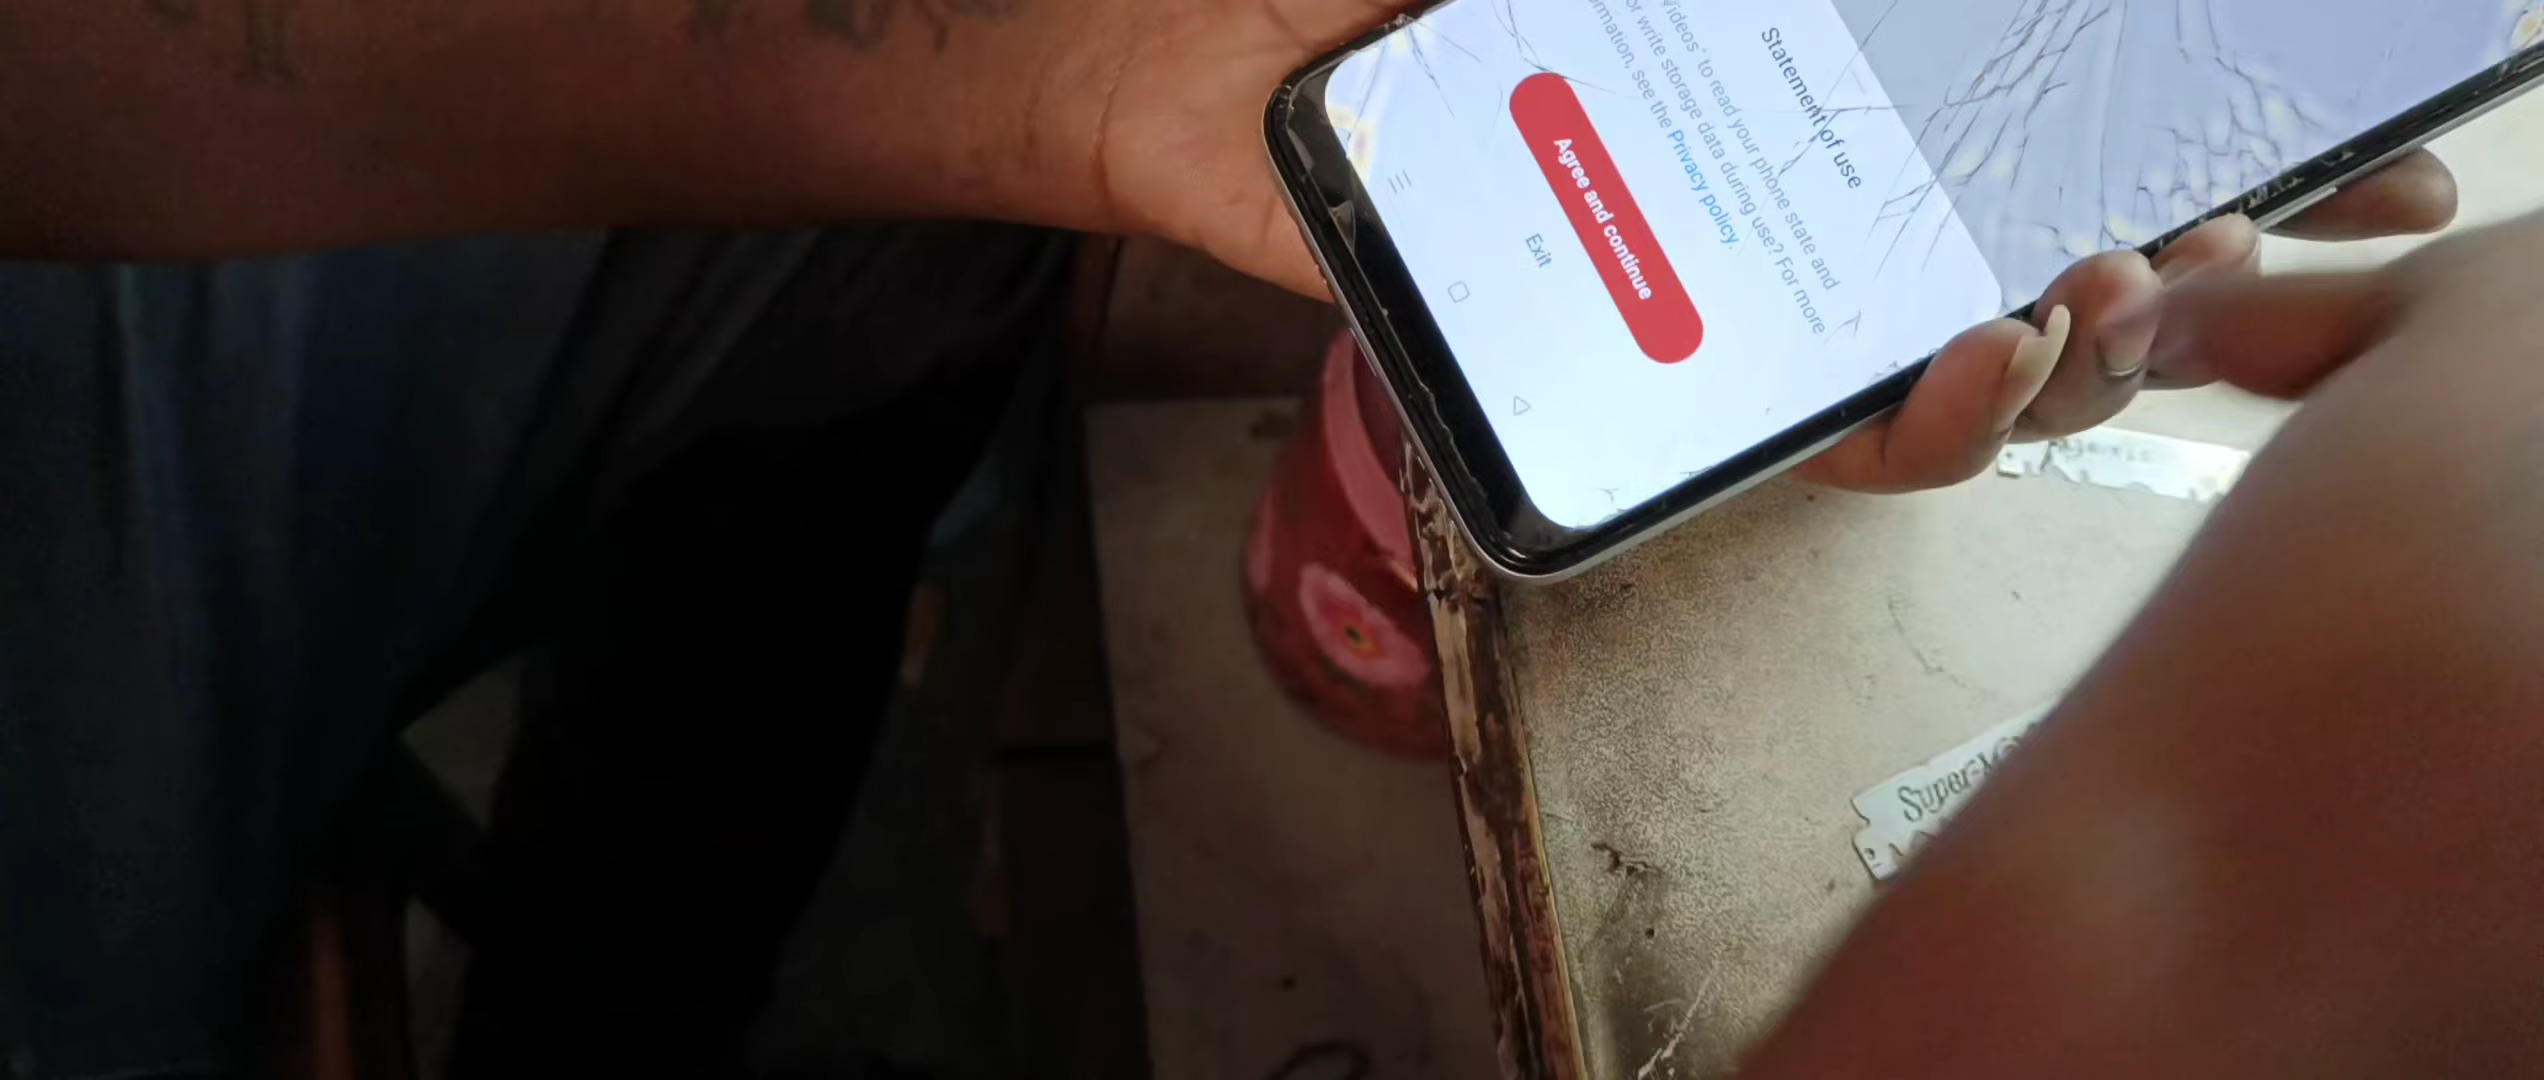 Statement of use
Videos" to read your phone state and
or write storage data during use? For more
see the Privacy policy.
Agree and continue
Exit
Super-M